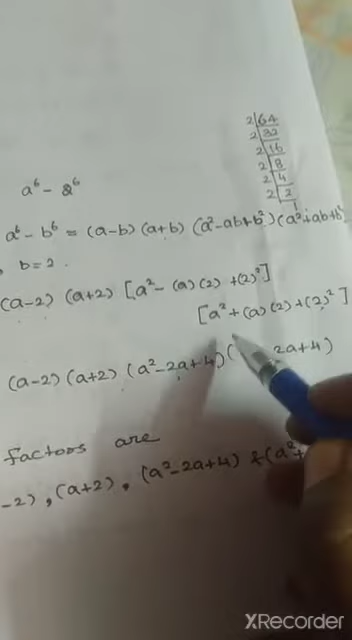 2|64
2|32
2|16
2|8
2|4
2|2
1
a⁶ - 2⁶
a⁶ - b⁶ = (a-b) (a+b) (a²-ab+b²) (a²+ab+b²
b=2.
(a-2) (a+2) [a² - (a)(2) + (2)²]
[a² + (a)(2) + (2)²]
(a-2) (a+2) (a²-2a+4) ( 2a+4)
factors are
-2), (a+2), (a²-2a+4) & (a²+
XRecorder